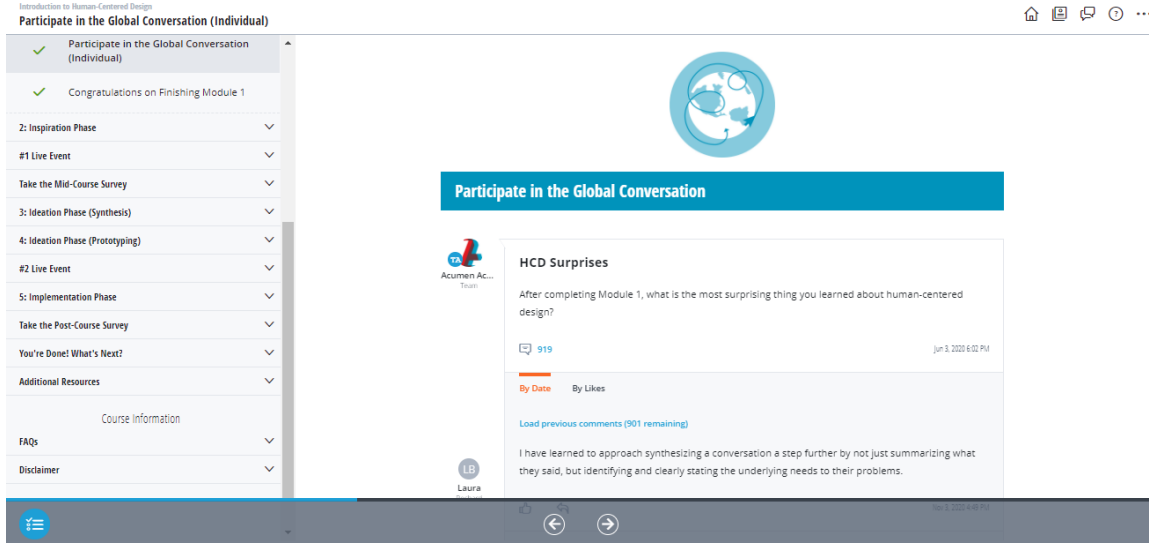 Introduction to Human-Centered Design
Participate in the Global Conversation (Individual)
Participate in the Global Conversation
(Individual)
Congratulations on Finishing Module 1
2: Inspiration Phase
#1 Live Event
Take the Mid-Course Survey
3: Ideation Phase (Synthesis)
4: Ideation Phase (Prototyping)
#2 Live Event
5: Implementation Phase
Take the Post-Course Survey
You're Done! What's Next?
Additional Resources
Course Information
FAQs
Disclaimer
Participate in the Global Conversation
TA
Acumen Ac...
Team
HCD Surprises
After completing Module 1, what is the most surprising thing you learned about human-centered
design?
919
Jun 3, 2020 6:02 PM
By Date By Likes
Load previous comments (901 remaining)
LB
Laura
I have learned to approach synthesizing a conversation a step further by not just summarizing what
they said, but identifying and clearly stating the underlying needs to their problems.